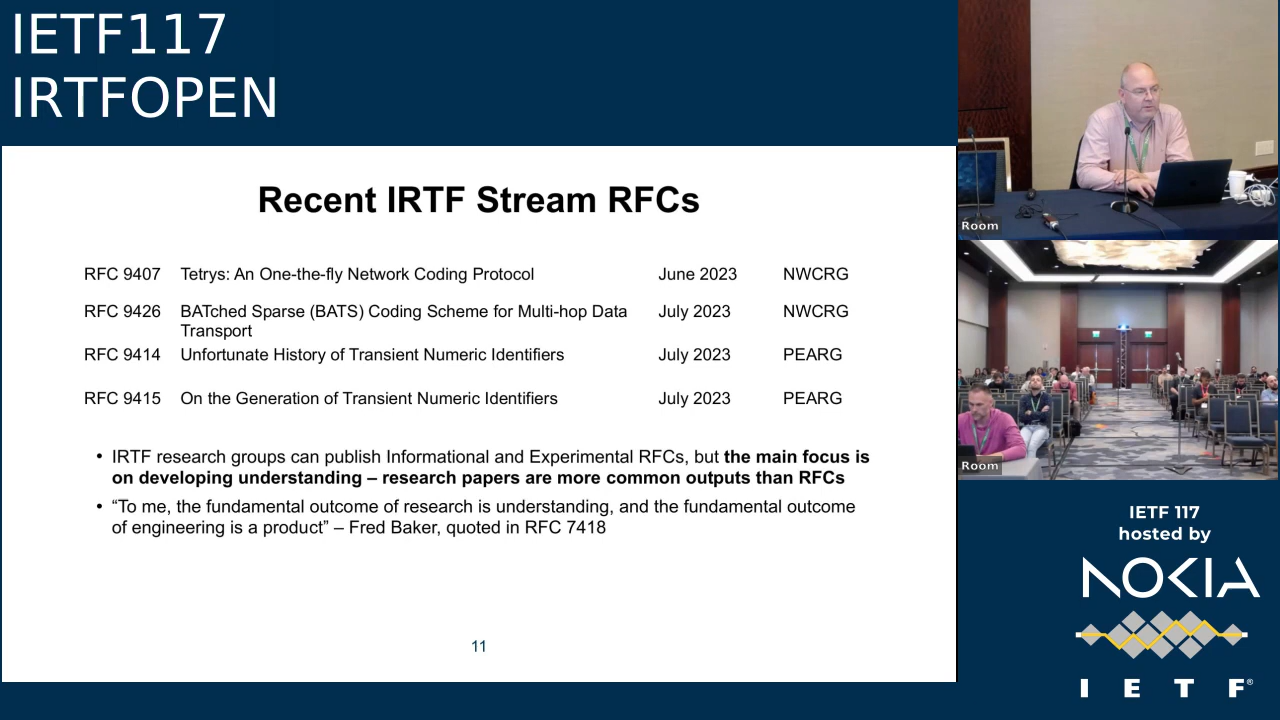 IETF117
IRTFOPEN
Recent IRTF Stream RFCs
RFC 9407 Tetrys: An One-the-fly Network Coding Protocol June 2023 NWCRG
RFC 9426 BATched Sparse (BATS) Coding Scheme for Multi-hop Data July 2023 NWCRG
Transport
RFC 9414 Unfortunate History of Transient Numeric Identifiers July 2023 PEARG
RFC 9415 On the Generation of Transient Numeric Identifiers July 2023 PEARG
• IRTF research groups can publish Informational and Experimental RFCs, but the main focus is
on developing understanding – research papers are more common outputs than RFCs
• “To me, the fundamental outcome of research is understanding, and the fundamental outcome
of engineering is a product” – Fred Baker, quoted in RFC 7418
11
Room
Room
IETF 117
hosted by
NOKIA
I E T F®